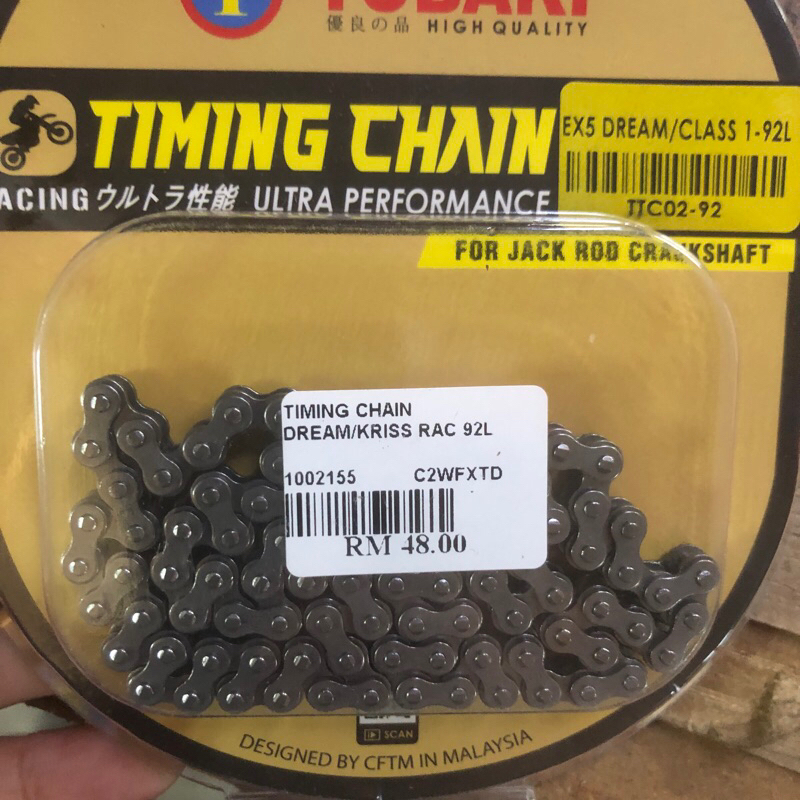 優良の品 HIGH QUALITY
TIMING CHAIN
EX5 DREAM/CLASS 1-92L
TTC02-92
ACING ウルトラ性能 ULTRA PERFORMANCE
FOR JACK ROD CRANKSHAFT
TIMING CHAIN
DREAM/KRISS RAC 92L
1002155 C2WFXTD
RM 48.00
SCAN
DESIGNED BY CFTM IN MALAYSIA